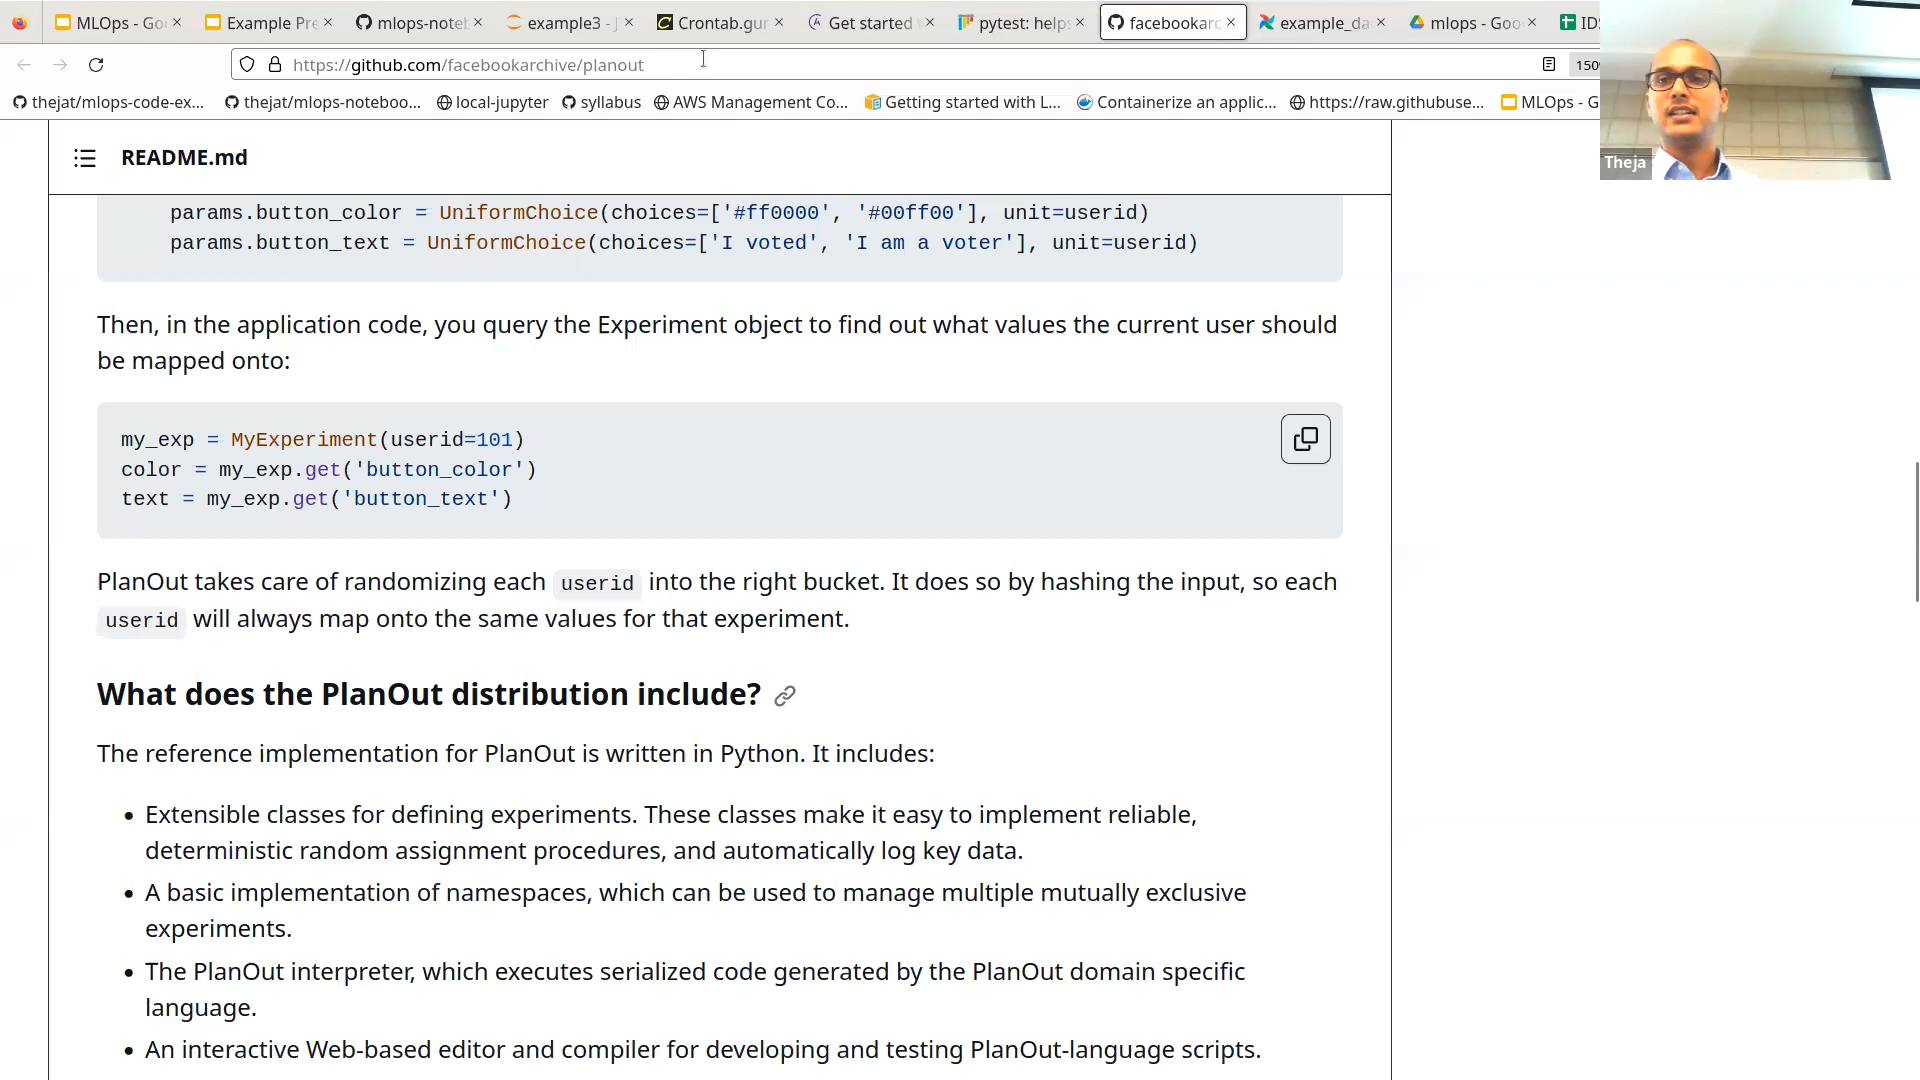 MLOps - Goo
Example Pre
mlops-noteb
example3 - J
Crontab.gur
Get started
pytest: helps
facebookarc
example_da
mlops - Goo
IDS
https://github.com/facebookarchive/planout
150
thejat/mlops-code-ex...
thejat/mlops-noteboo...
local-jupyter
syllabus
AWS Management Co...
Getting started with L...
Containerize an applic...
https://raw.githubuse...
MLOps - G
Theja
README.md
params.button_color = UniformChoice(choices=['#ff0000', '#00ff00'], unit=userid)
params.button_text = UniformChoice(choices=['I voted', 'I am a voter'], unit=userid)
Then, in the application code, you query the Experiment object to find out what values the current user should
be mapped onto:
my_exp = MyExperiment(userid=101)
color = my_exp.get('button_color')
text = my_exp.get('button_text')
PlanOut takes care of randomizing each userid into the right bucket. It does so by hashing the input, so each
userid will always map onto the same values for that experiment.
What does the PlanOut distribution include?
The reference implementation for PlanOut is written in Python. It includes:
• Extensible classes for defining experiments. These classes make it easy to implement reliable,
deterministic random assignment procedures, and automatically log key data.
• A basic implementation of namespaces, which can be used to manage multiple mutually exclusive
experiments.
• The PlanOut interpreter, which executes serialized code generated by the PlanOut domain specific
language.
• An interactive Web-based editor and compiler for developing and testing PlanOut-language scripts.